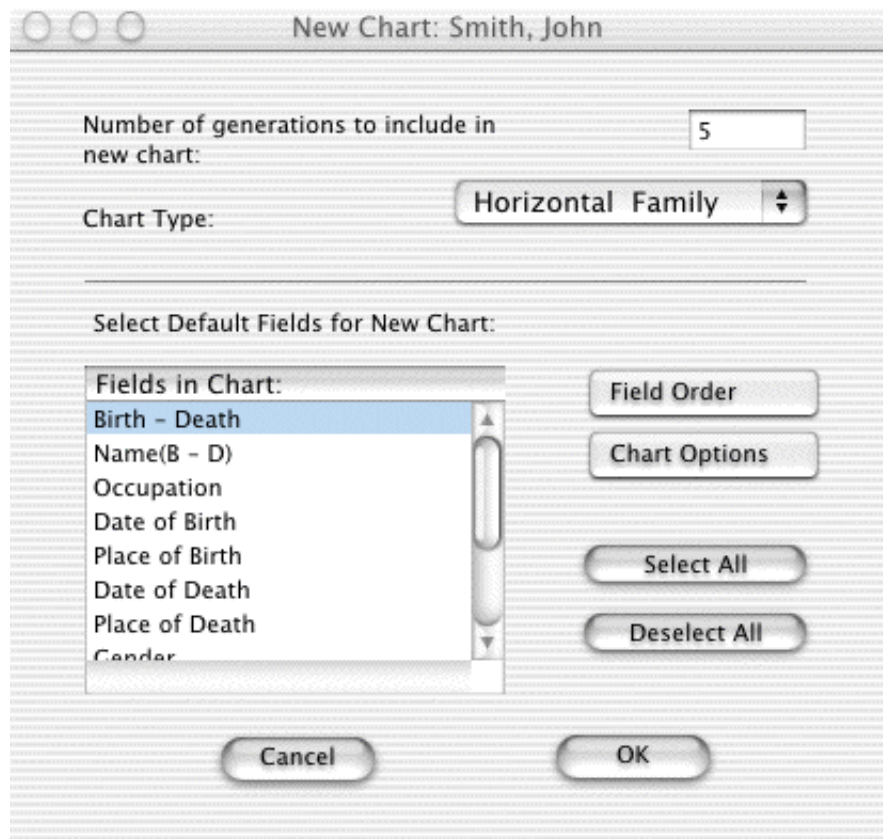 New Chart: Smith, John
Number of generations to include in
new chart:
5
Chart Type:
Horizontal Family
Select Default Fields for New Chart:
Fields in Chart:
Birth – Death
Name(B – D)
Occupation
Date of Birth
Place of Birth
Date of Death
Place of Death
Gender
Field Order
Chart Options
Select All
Deselect All
Cancel
OK